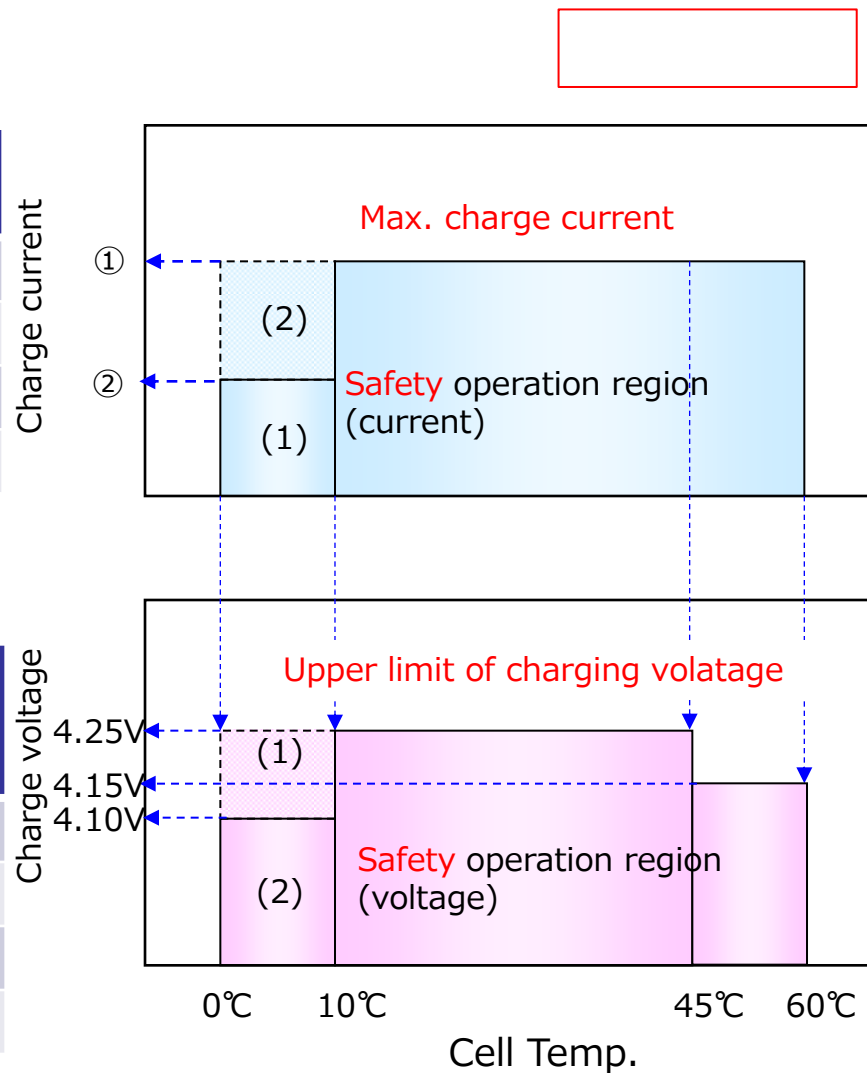 Charge current
Max. charge current
①
(2)
②
Safety operation region
(current)
(1)
Charge voltage
Upper limit of charging volatage
4.25V
(1)
4.15V
4.10V
Safety operation region
(voltage)
(2)
0℃ 10℃ 45℃ 60℃
Cell Temp.